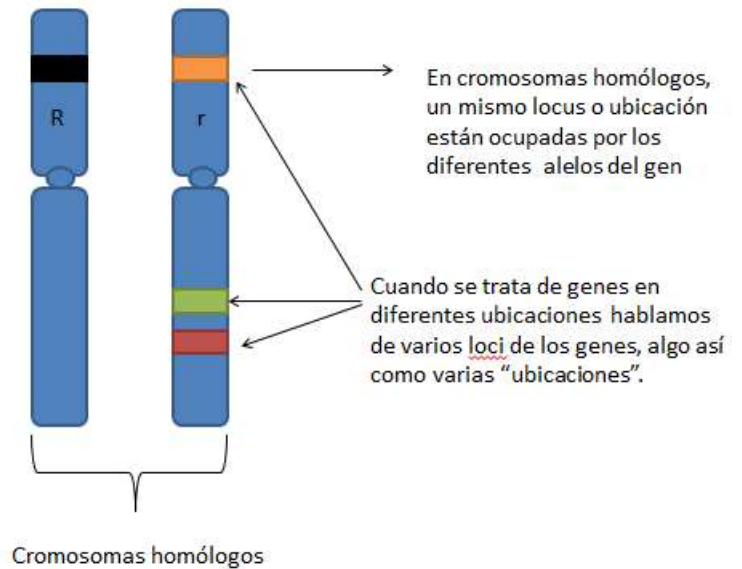 R
r
En cromosomas homólogos,
un mismo locus o ubicación
están ocupadas por los
diferentes alelos del gen
Cuando se trata de genes en
diferentes ubicaciones hablamos
de varios loci de los genes, algo así
como varias “ubicaciones”.
Cromosomas homólogos